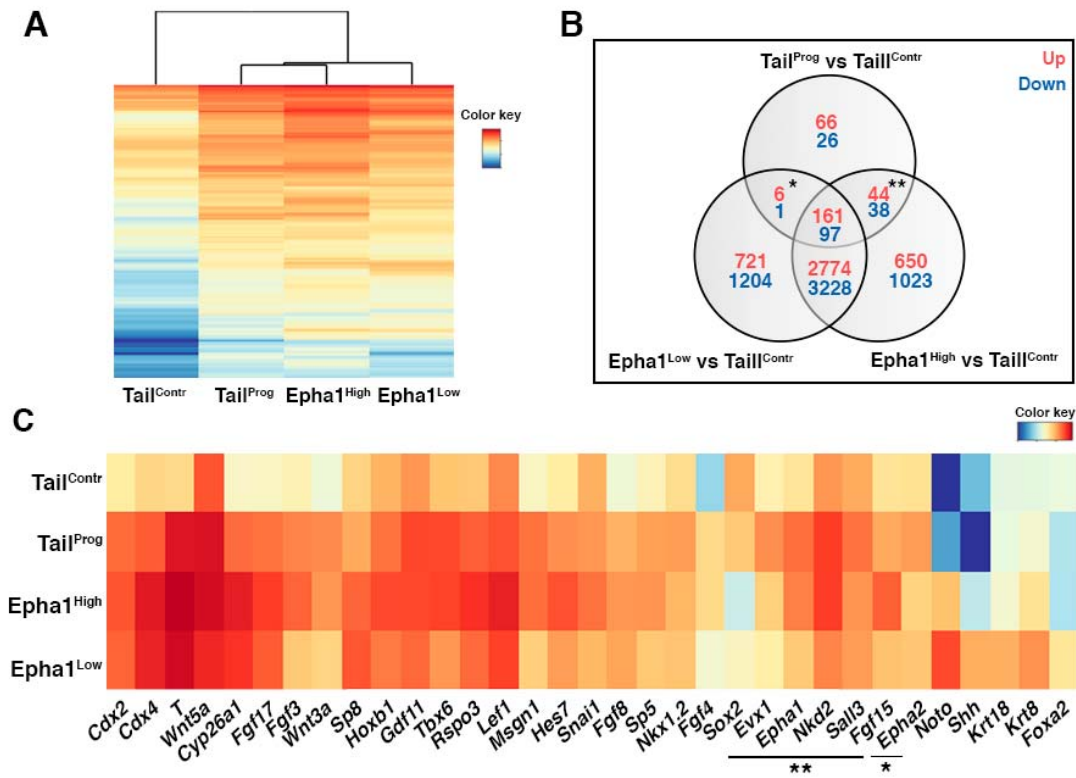 A
Color key
Tail^Contr Tail^Prog Epha1^High Epha1^Low
B
Tail^Prog vs Taill^Contr
Up
Down
66
26
6 *
1
44 **
38
161
97
721
1204
2774
3228
650
1023
Epha1^Low vs Taill^Contr
Epha1^High vs Taill^Contr
C
Color key
Tail^Contr
Tail^Prog
Epha1^High
Epha1^Low
Cdx2 Cdx4 T Wnt5a Cyp26a1 Fgf17 Fgf3 Wnt3a Sp8 Hoxb1 Gdf11 Tbx6 Rspo3 Lef1 Msgn1 Hes7 Snai1 Fgf8 Sp5 Nkx1.2 Fgf4 Sox2 Evx1 Epha1 Nkd2 Sall3 Fgf15 Epha2 Noto Shh Krt18 Krt8 Foxa2
** *